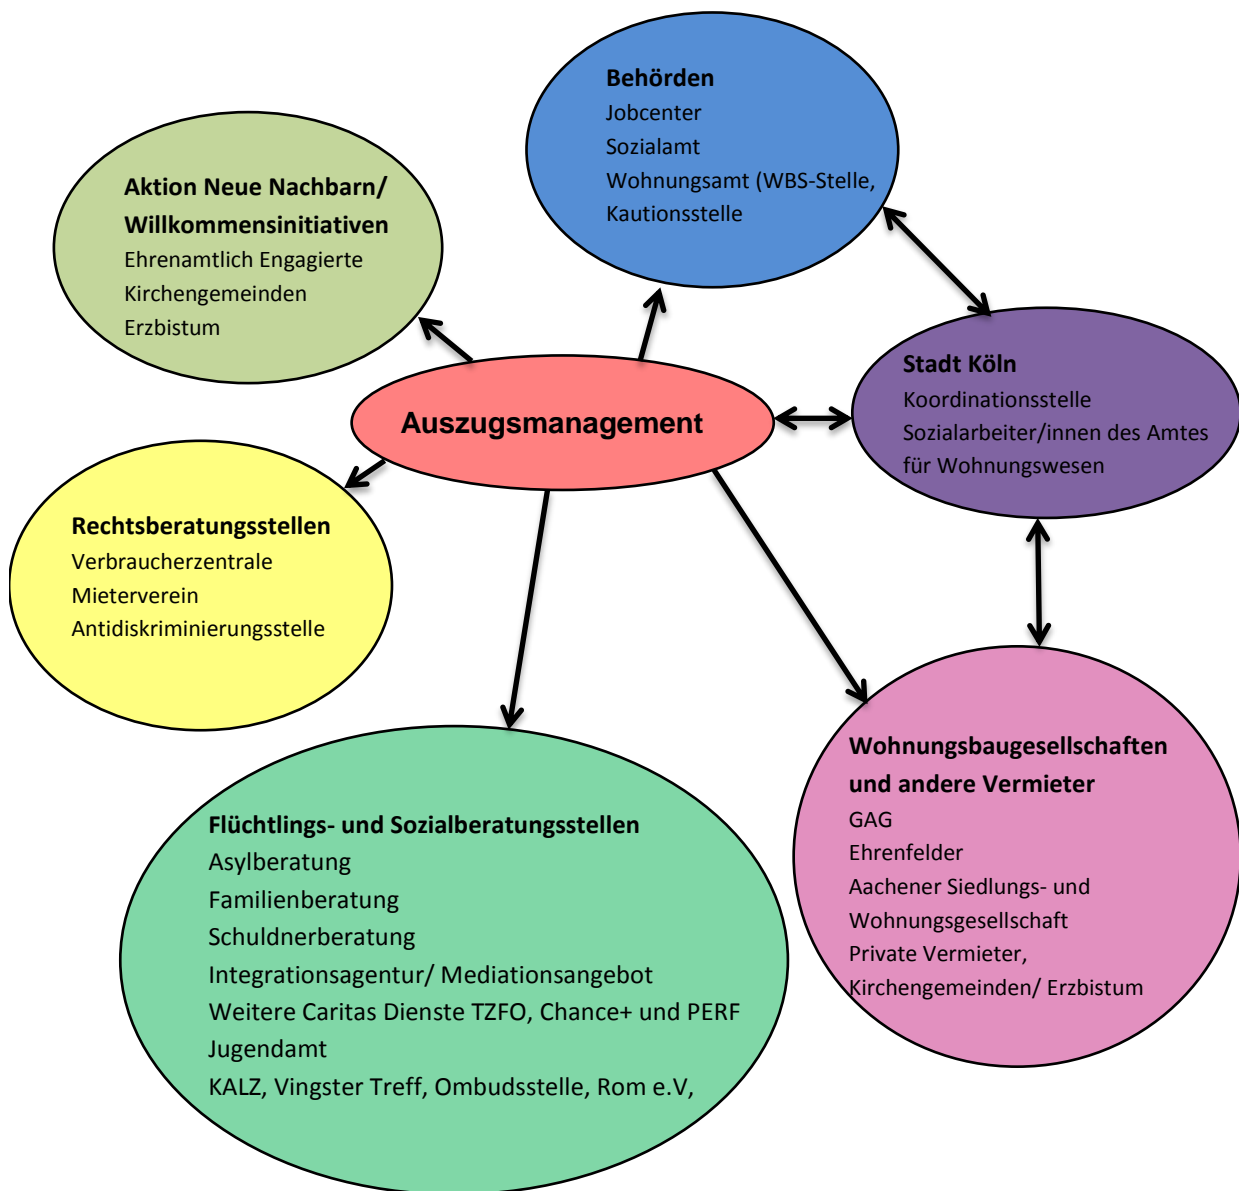 Behörden
Jobcenter
Sozialamt
Wohnungsamt (WBS-Stelle,
Kautionsstelle
Aktion Neue Nachbarn/
Willkommensinitiativen
Ehrenamtlich Engagierte
Kirchengemeinden
Erzbistum
Stadt Köln
Koordinationsstelle
Sozialarbeiter/innen des Amtes
für Wohnungswesen
Auszugsmanagement
Rechtsberatungsstellen
Verbraucherzentrale
Mieterverein
Antidiskriminierungsstelle
Wohnungsbaugesellschaften
und andere Vermieter
GAG
Ehrenfelder
Aachener Siedlungs- und
Wohnungsgesellschaft
Private Vermieter,
Kirchengemeinden/ Erzbistum
Flüchtlings- und Sozialberatungsstellen
Asylberatung
Familienberatung
Schuldnerberatung
Integrationsagentur/ Mediationsangebot
Weitere Caritas Dienste TZFO, Chance+ und PERF
Jugendamt
KALZ, Vingster Treff, Ombudsstelle, Rom e.V,